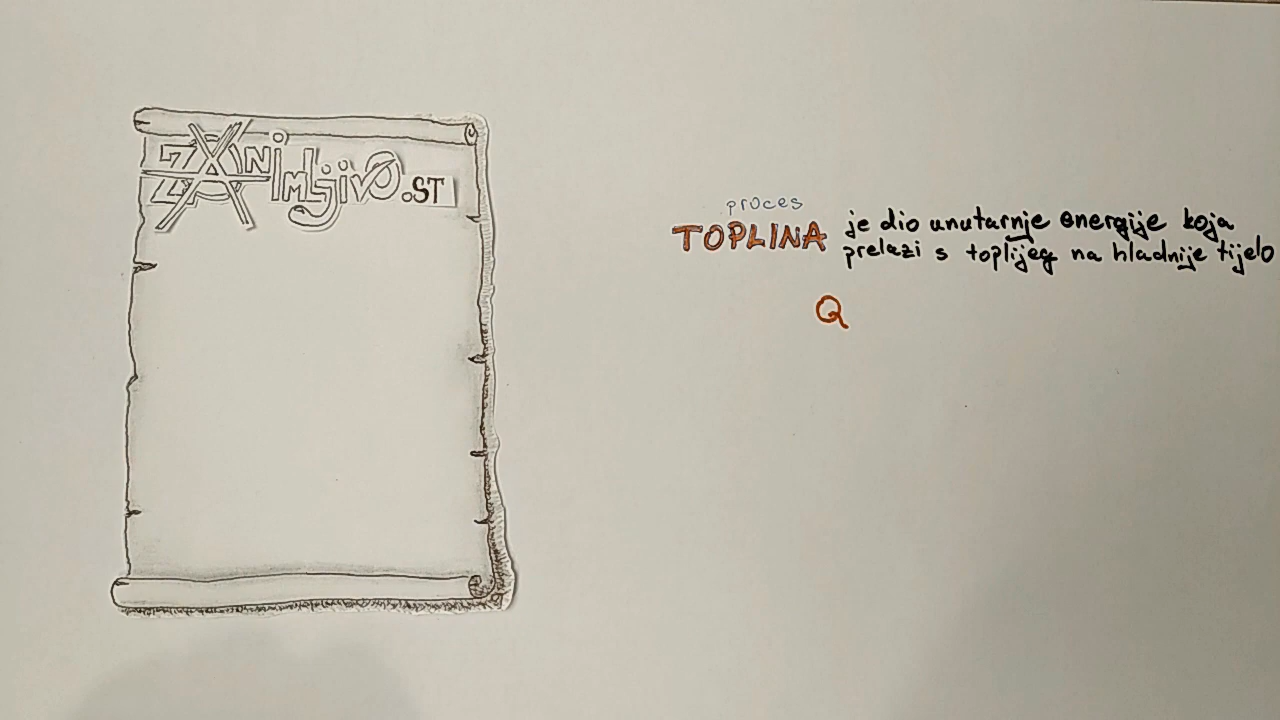 ZANimLjivO.ST
proces
TOPLINA je dio unutarnje energije koja
prelazi s toplijeg na hladnije tijelo
Q